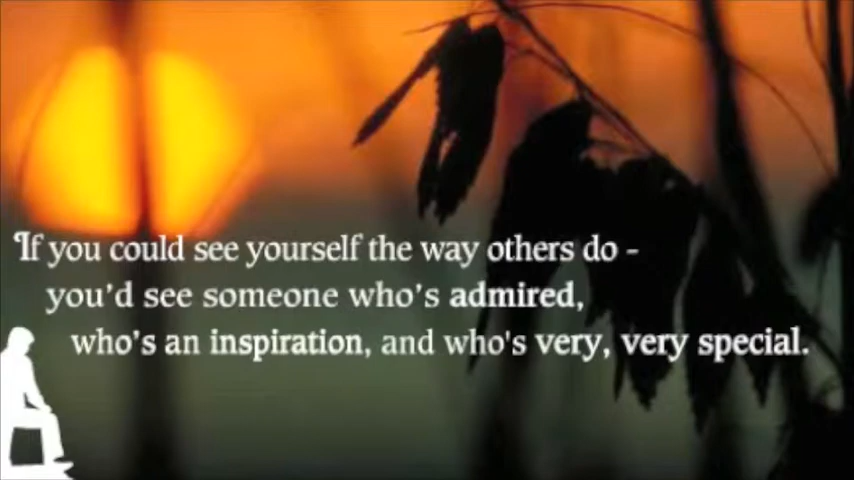 If you could see yourself the way others do -
you'd see someone who's admired,
who's an inspiration, and who's very, very special.